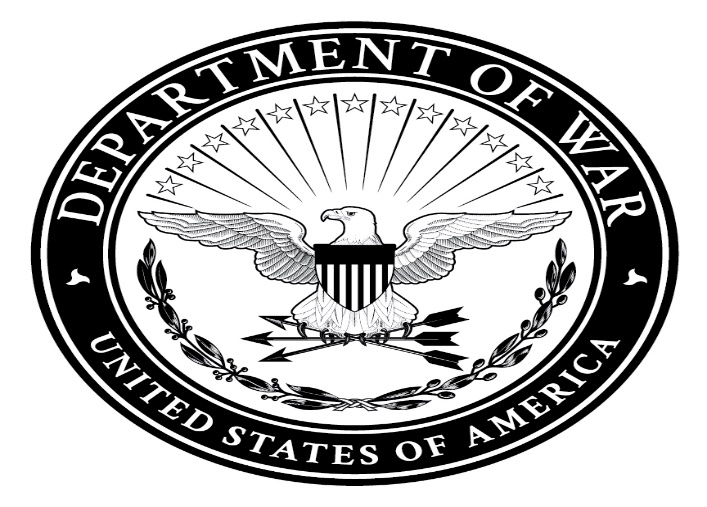 DEPARTMENT OF WAR
UNITED STATES OF AMERICA